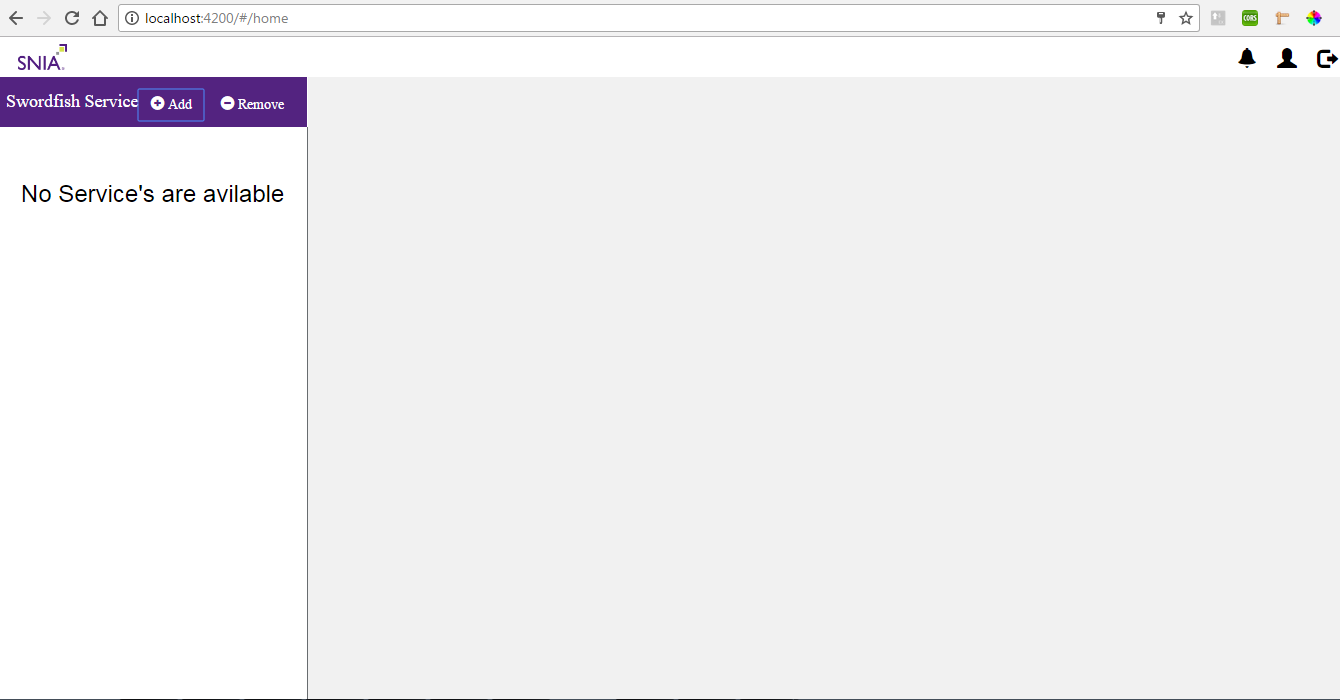 localhost:4200/#/home
CORS
SNIA
Swordfish Service Add Remove
No Service's are avilable